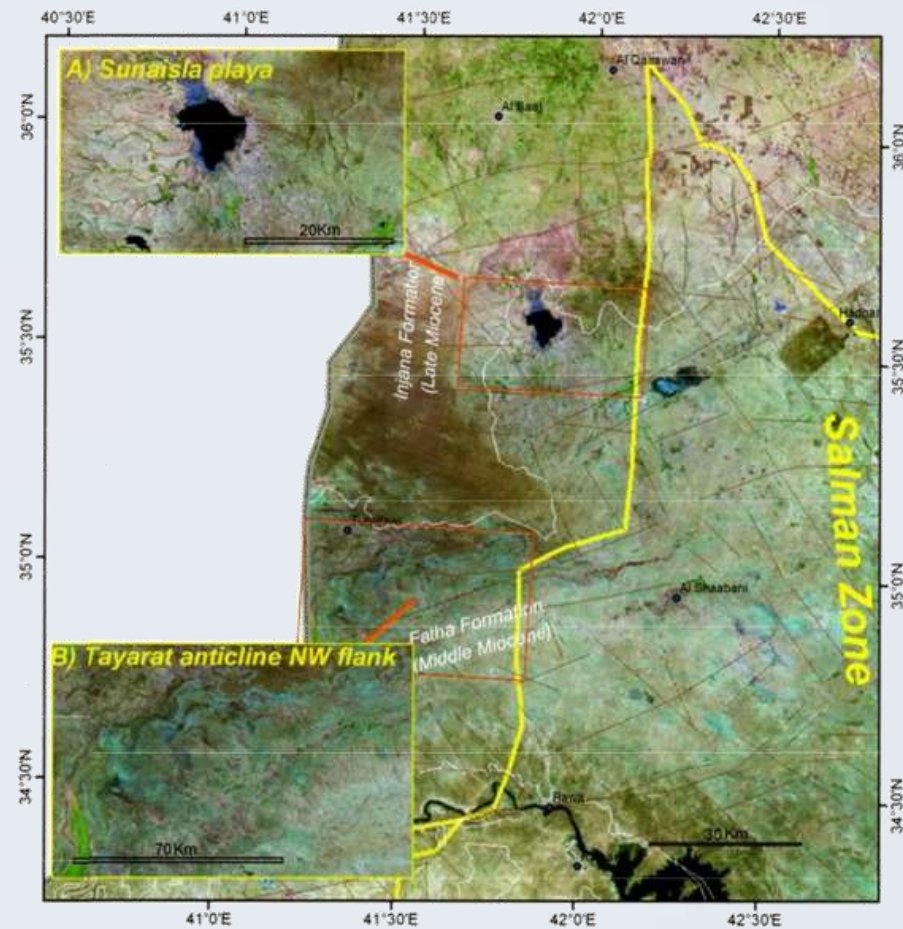 40°30'E 41°0'E 41°30'E 42°0'E 42°30'E
A) Sunaisla playa
20Km
Al Qairawan
Al Baaj
36°0'N
36°0'N
Injana Formation
(Late Miocene)
35°30'N
35°30'N
Salman Zone
35°0'N
35°0'N
Al Shaabani
Fatha Formation
(Middle Miocene)
B) Tayarat anticline NW flank
70Km
34°30'N
34°30'N
Rawa
30Km
41°0'E 41°30'E 42°0'E 42°30'E